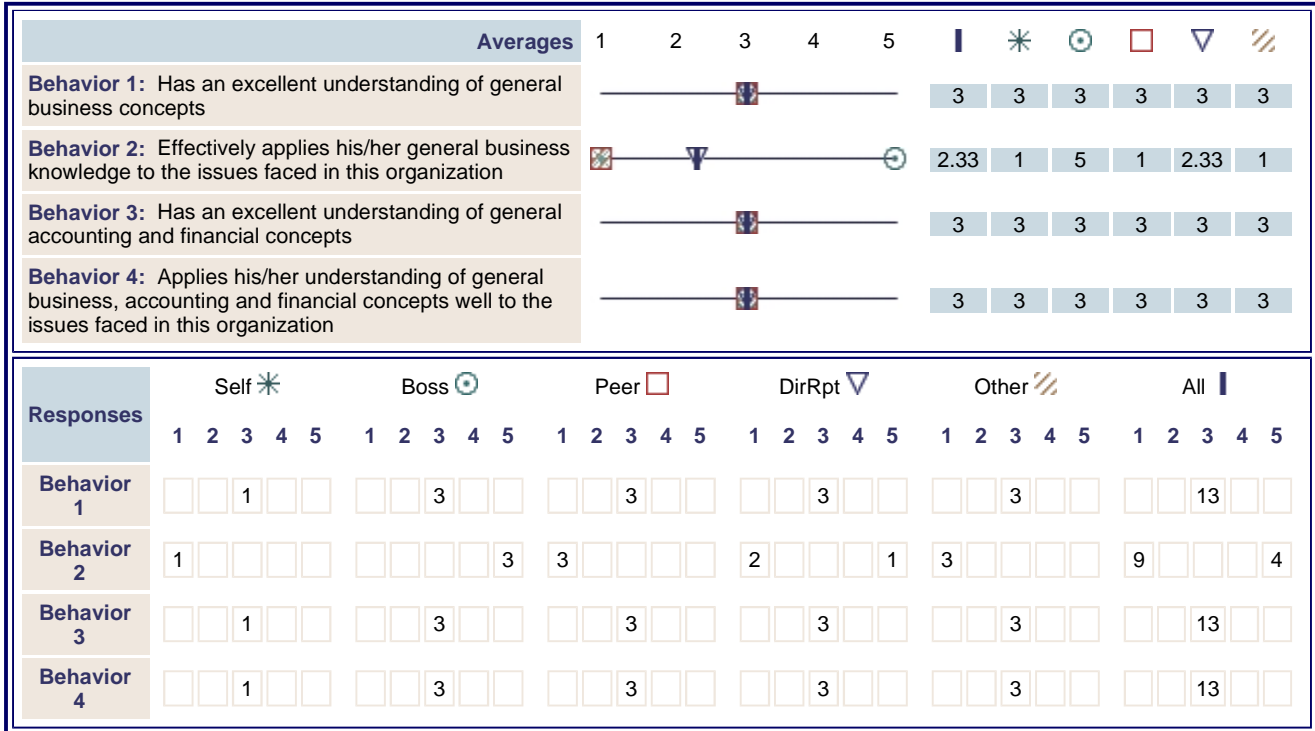 Averages 1 2 3 4 5
Behavior 1: Has an excellent understanding of general
business concepts
3 3 3 3 3 3
Behavior 2: Effectively applies his/her general business
knowledge to the issues faced in this organization
2.33 1 5 1 2.33 1
Behavior 3: Has an excellent understanding of general
accounting and financial concepts
3 3 3 3 3 3
Behavior 4: Applies his/her understanding of general
business, accounting and financial concepts well to the
issues faced in this organization
3 3 3 3 3 3
Responses
Self Boss Peer DirRpt Other All
1 2 3 4 5 1 2 3 4 5 1 2 3 4 5 1 2 3 4 5 1 2 3 4 5 1 2 3 4 5
Behavior
1
1 3 3 3 3 13
Behavior
2
1 3 3 2 1 3 9 4
Behavior
3
1 3 3 3 3 13
Behavior
4
1 3 3 3 3 13